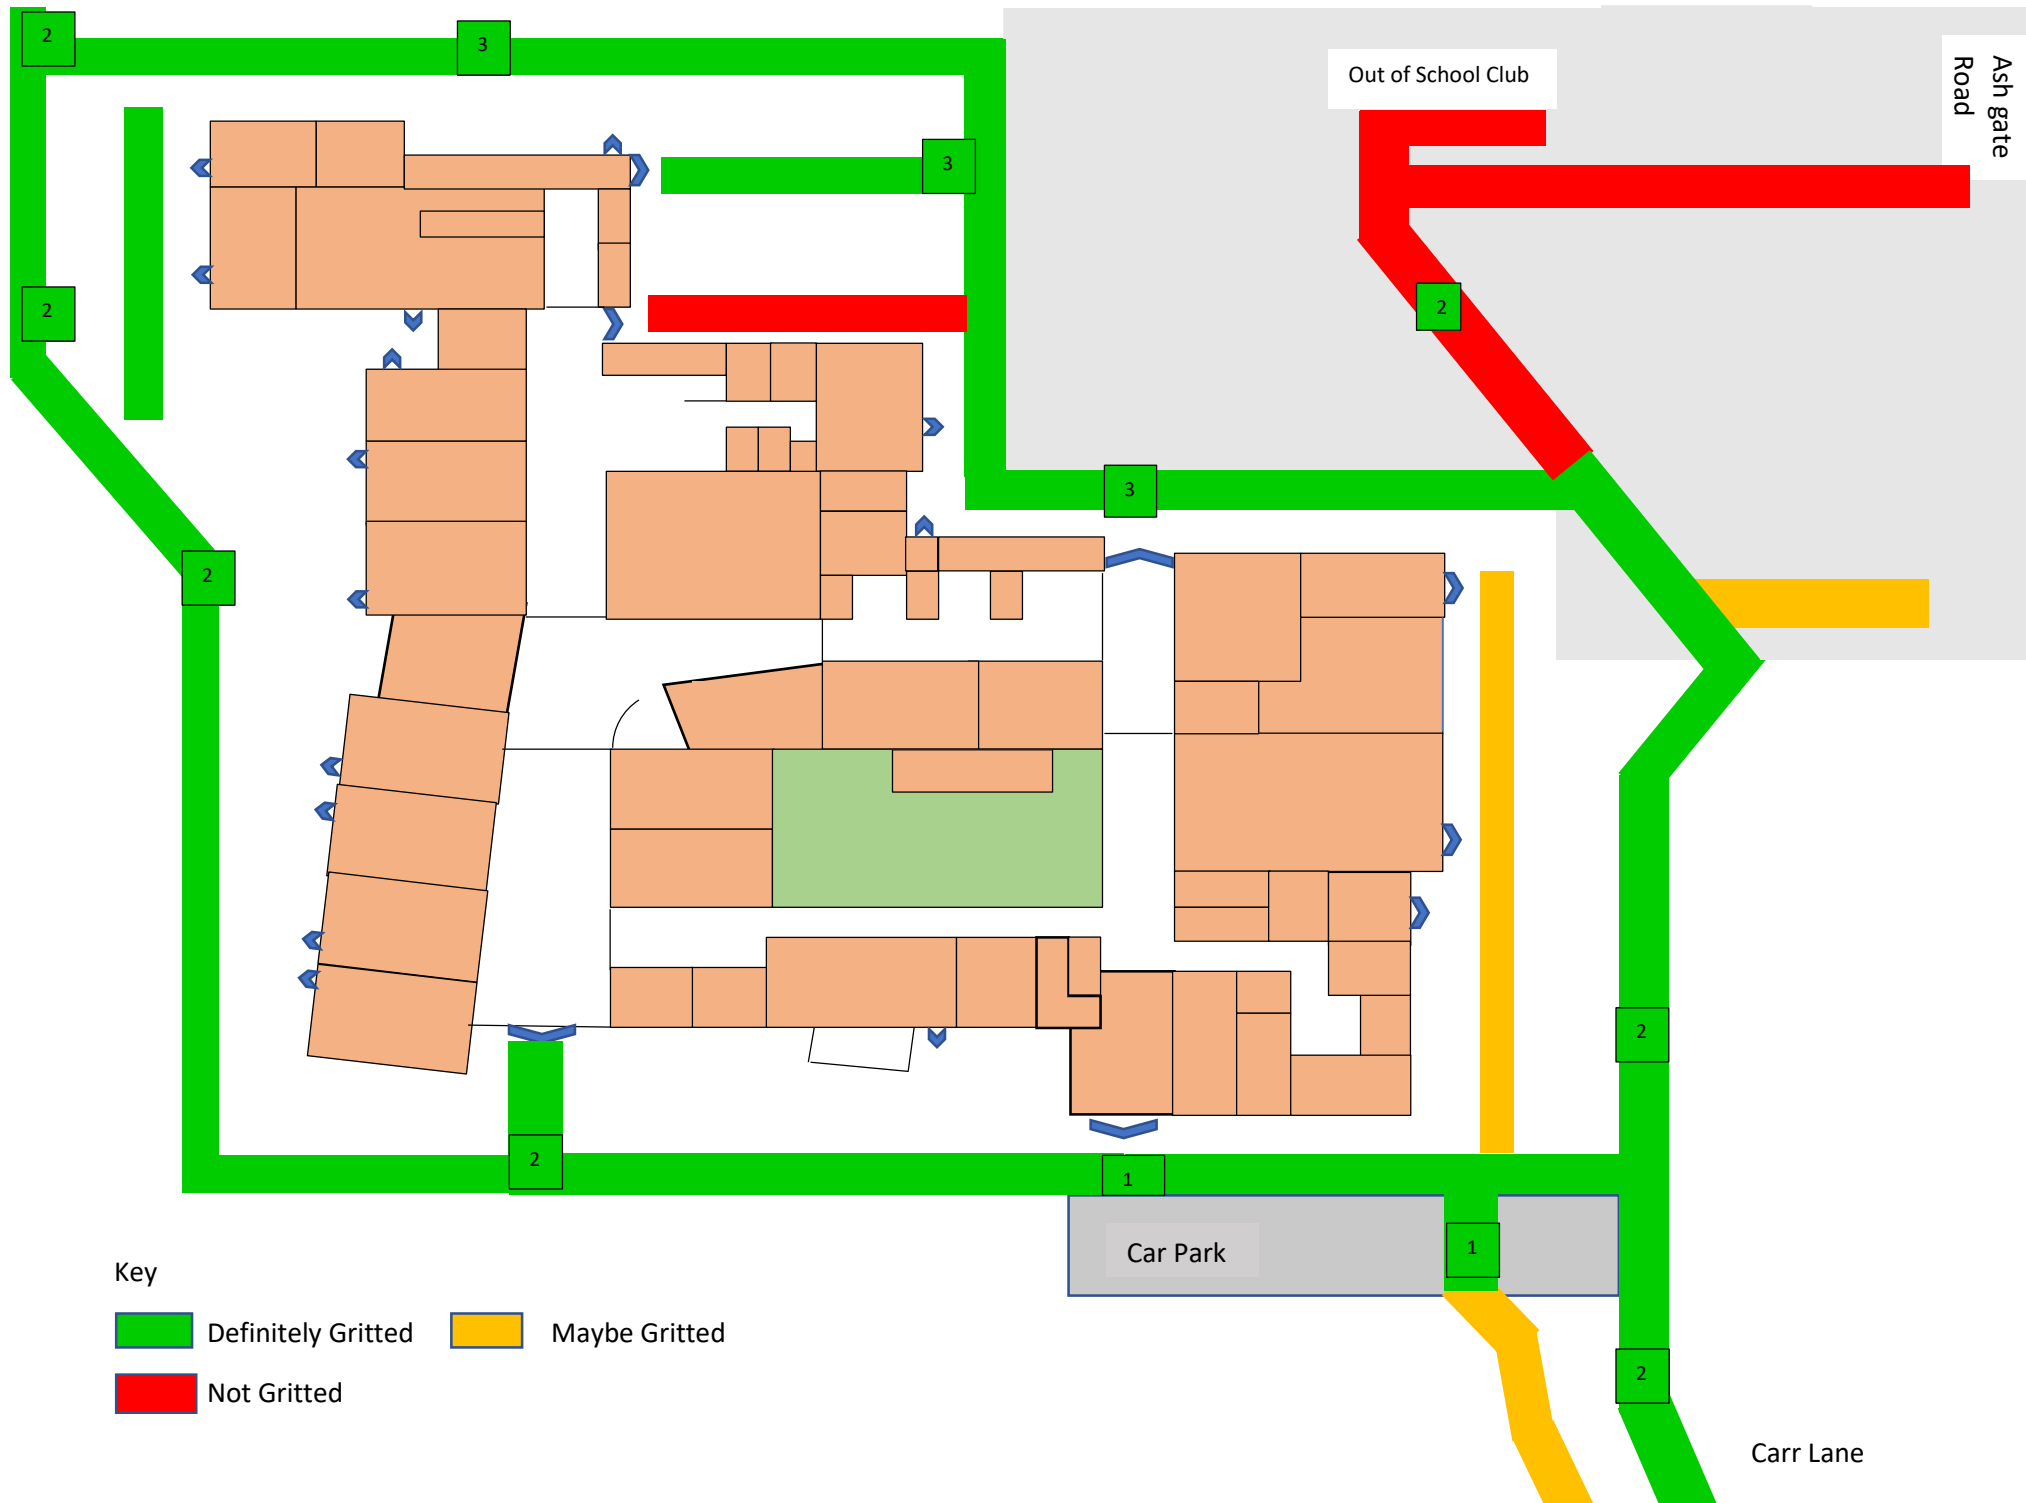 2
3
Out of School Club
Ash gate
Road
3
2
2
3
2
2
2
1
Car Park
1
Key
Definitely Gritted
Maybe Gritted
Not Gritted
2
Carr Lane